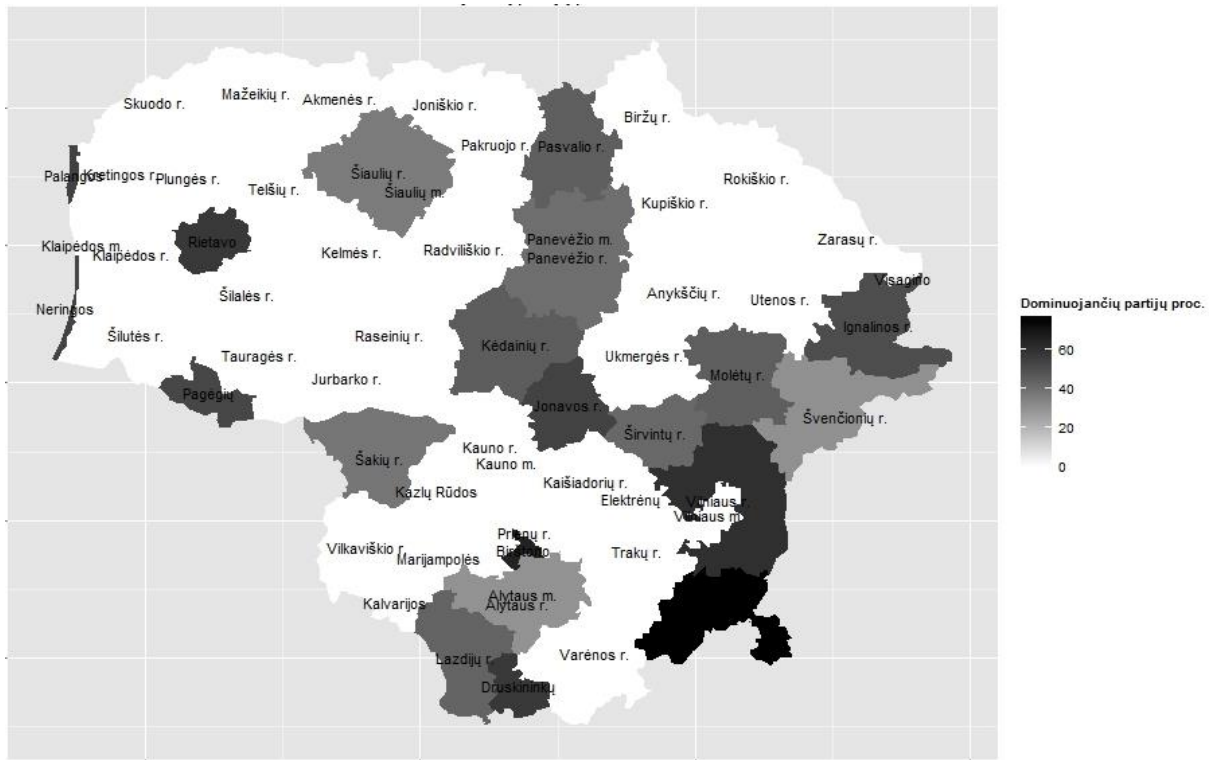 Skuodo r.
Mažeikių r.
Akmenės r.
Joniškio r.
Biržų r.
Pakruojo r.
Pasvalio r.
Palangos
Kretingos r.
Plungės r.
Telšių r.
Šiaulių r.
Šiaulių m.
Rokiškio r.
Kupiškio r.
Klaipėdos m.
Klaipėdos r.
Rietavo
Kelmės r.
Radviliškio r.
Panevėžio m.
Panevėžio r.
Zarasų r.
Visagino
Neringos
Šilalės r.
Anykščių r.
Utenos r.
Ignalinos r.
Šilutės r.
Tauragės r.
Raseinių r.
Kėdainių r.
Ukmergės r.
Molėtų r.
Jurbarko r.
Pagėgių
Jonavos r.
Širvintų r.
Švenčionių r.
Šakių r.
Kauno r.
Kauno m.
Kaišiadorių r.
Kazlų Rūdos
Elektrėnų
Vilniaus r.
Vilniaus m.
Vilkaviškio r.
Marijampolės
Prienų r.
Birštono
Trakų r.
Kalvarijos
Alytaus m.
Alytaus r.
Lazdijų r.
Varėnos r.
Druskininkų
Dominuojančių partijų proc.
60
40
20
0